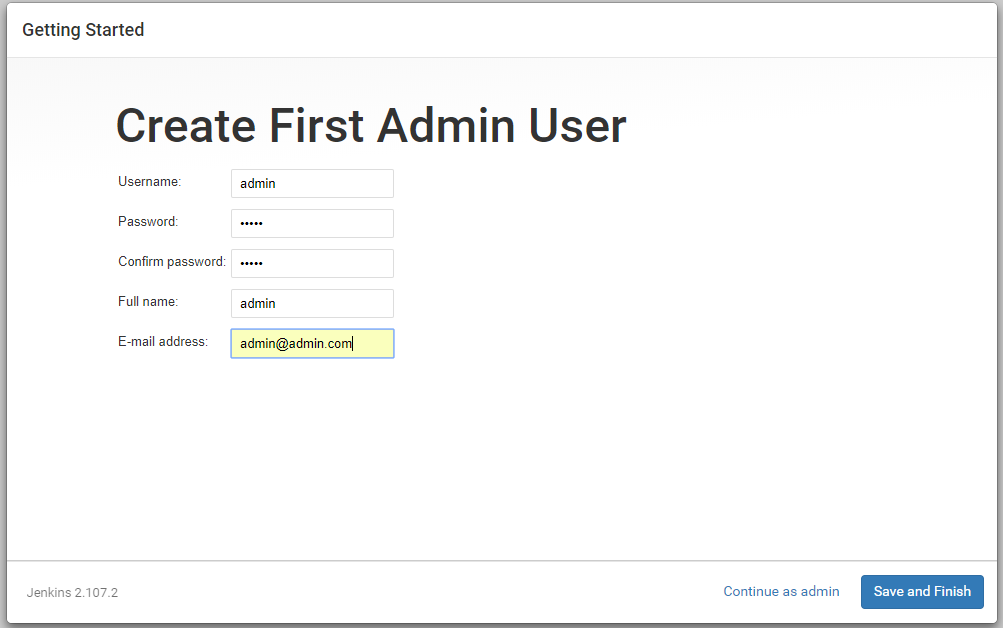 Getting Started
Create First Admin User
Username: admin
Password: •••••
Confirm password: •••••
Full name: admin
E-mail address: admin@admin.com
Jenkins 2.107.2 Continue as admin Save and Finish